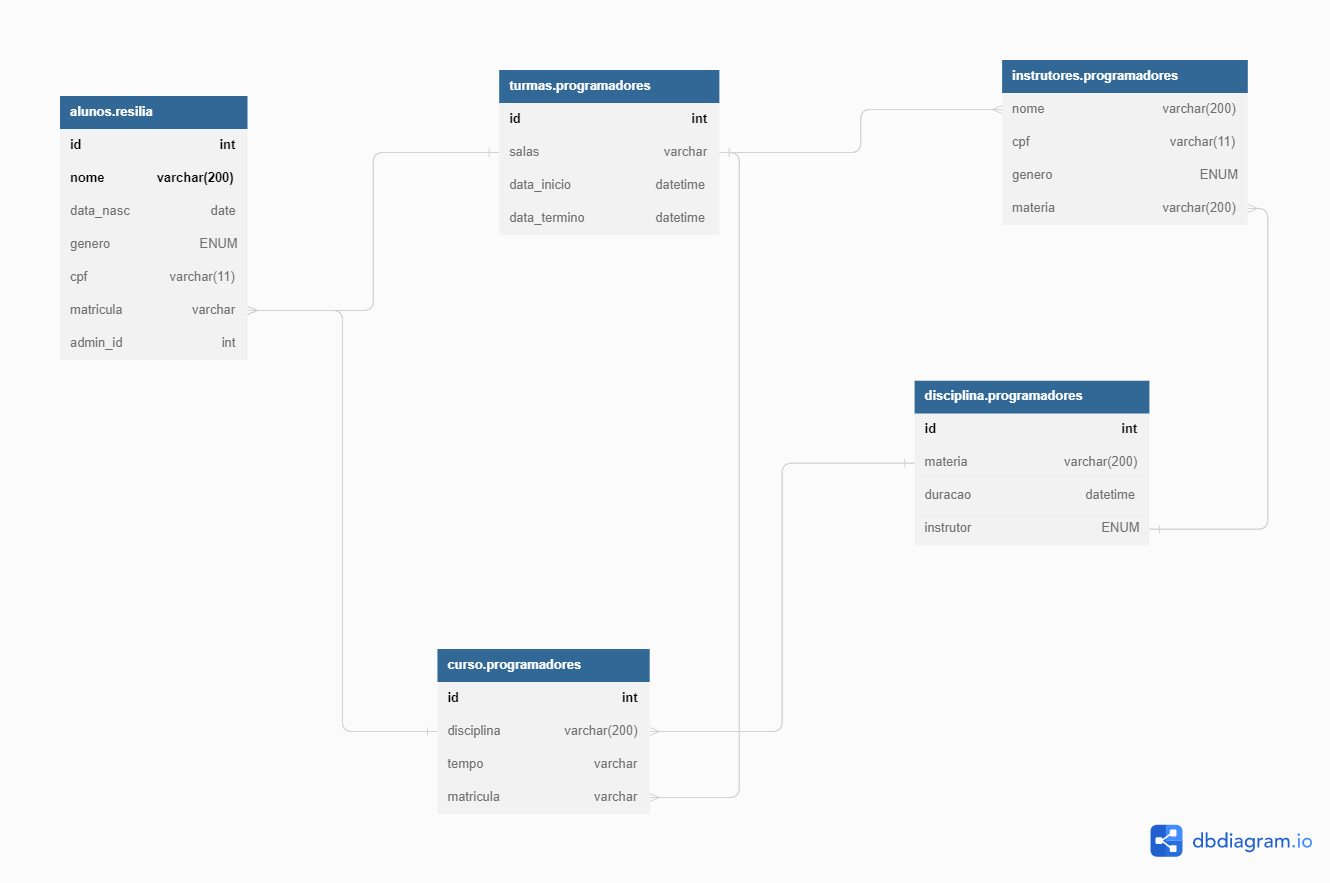 alunos.resilia
id int
nome varchar(200)
data_nasc date
genero ENUM
cpf varchar(11)
matricula varchar
admin_id int
turmas.programadores
id int
salas varchar
data_inicio datetime
data_termino datetime
instrutores.programadores
nome varchar(200)
cpf varchar(11)
genero ENUM
materia varchar(200)
disciplina.programadores
id int
materia varchar(200)
duracao datetime
instrutor ENUM
curso.programadores
id int
disciplina varchar(200)
tempo varchar
matricula varchar
dbdiagram.io